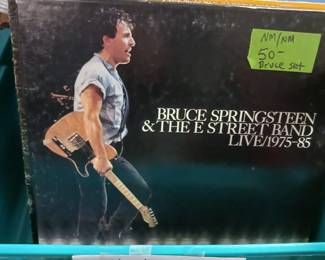 NM/NM
50-
Bruce set
BRUCE SPRINGSTEEN
& THE E STREET BAND
LIVE/1975-85